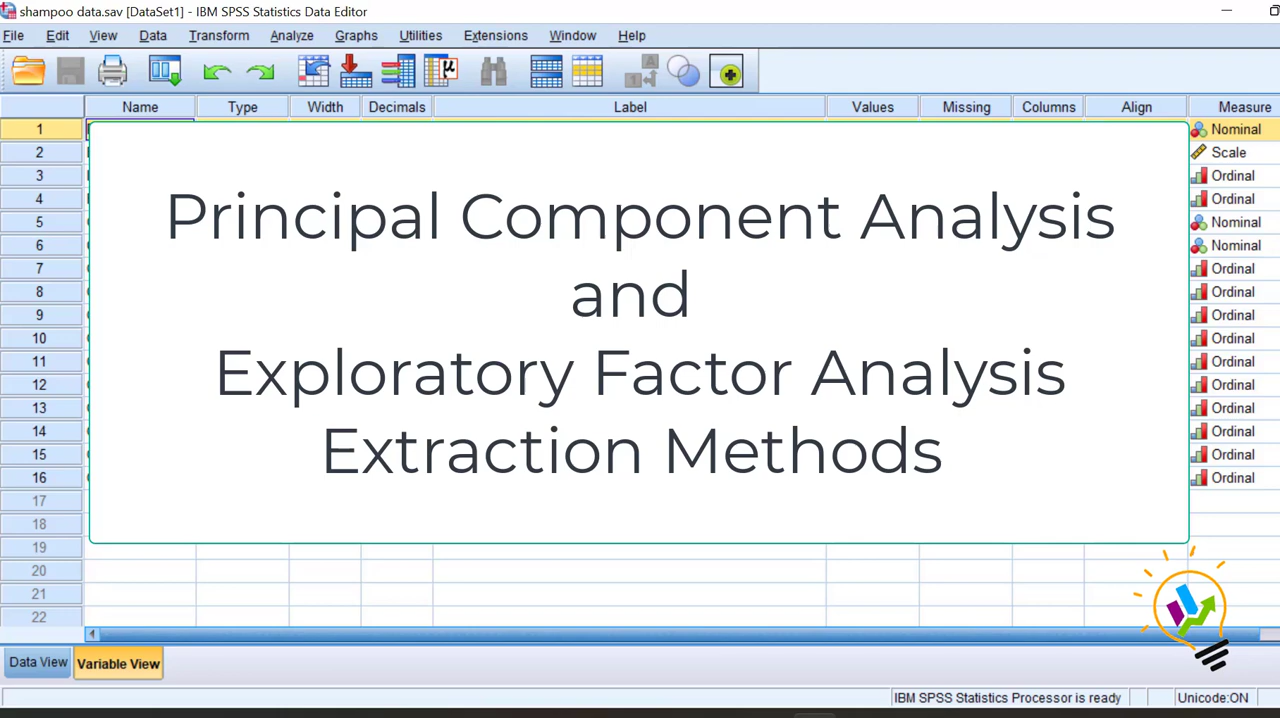 shampoo data.sav [DataSet1] - IBM SPSS Statistics Data Editor
File Edit View Data Transform Analyze Graphs Utilities Extensions Window Help
Name Type Width Decimals Label Values Missing Columns Align Measure
1 Nominal
2 Scale
3 Ordinal
4 Ordinal
5 Nominal
6 Nominal
7 Ordinal
8 Ordinal
9 Ordinal
10 Ordinal
11 Ordinal
12 Ordinal
13 Ordinal
14 Ordinal
15 Ordinal
16 Ordinal
17
18
19
20
21
22
Principal Component Analysis
and
Exploratory Factor Analysis
Extraction Methods
Data View Variable View
IBM SPSS Statistics Processor is ready Unicode:ON